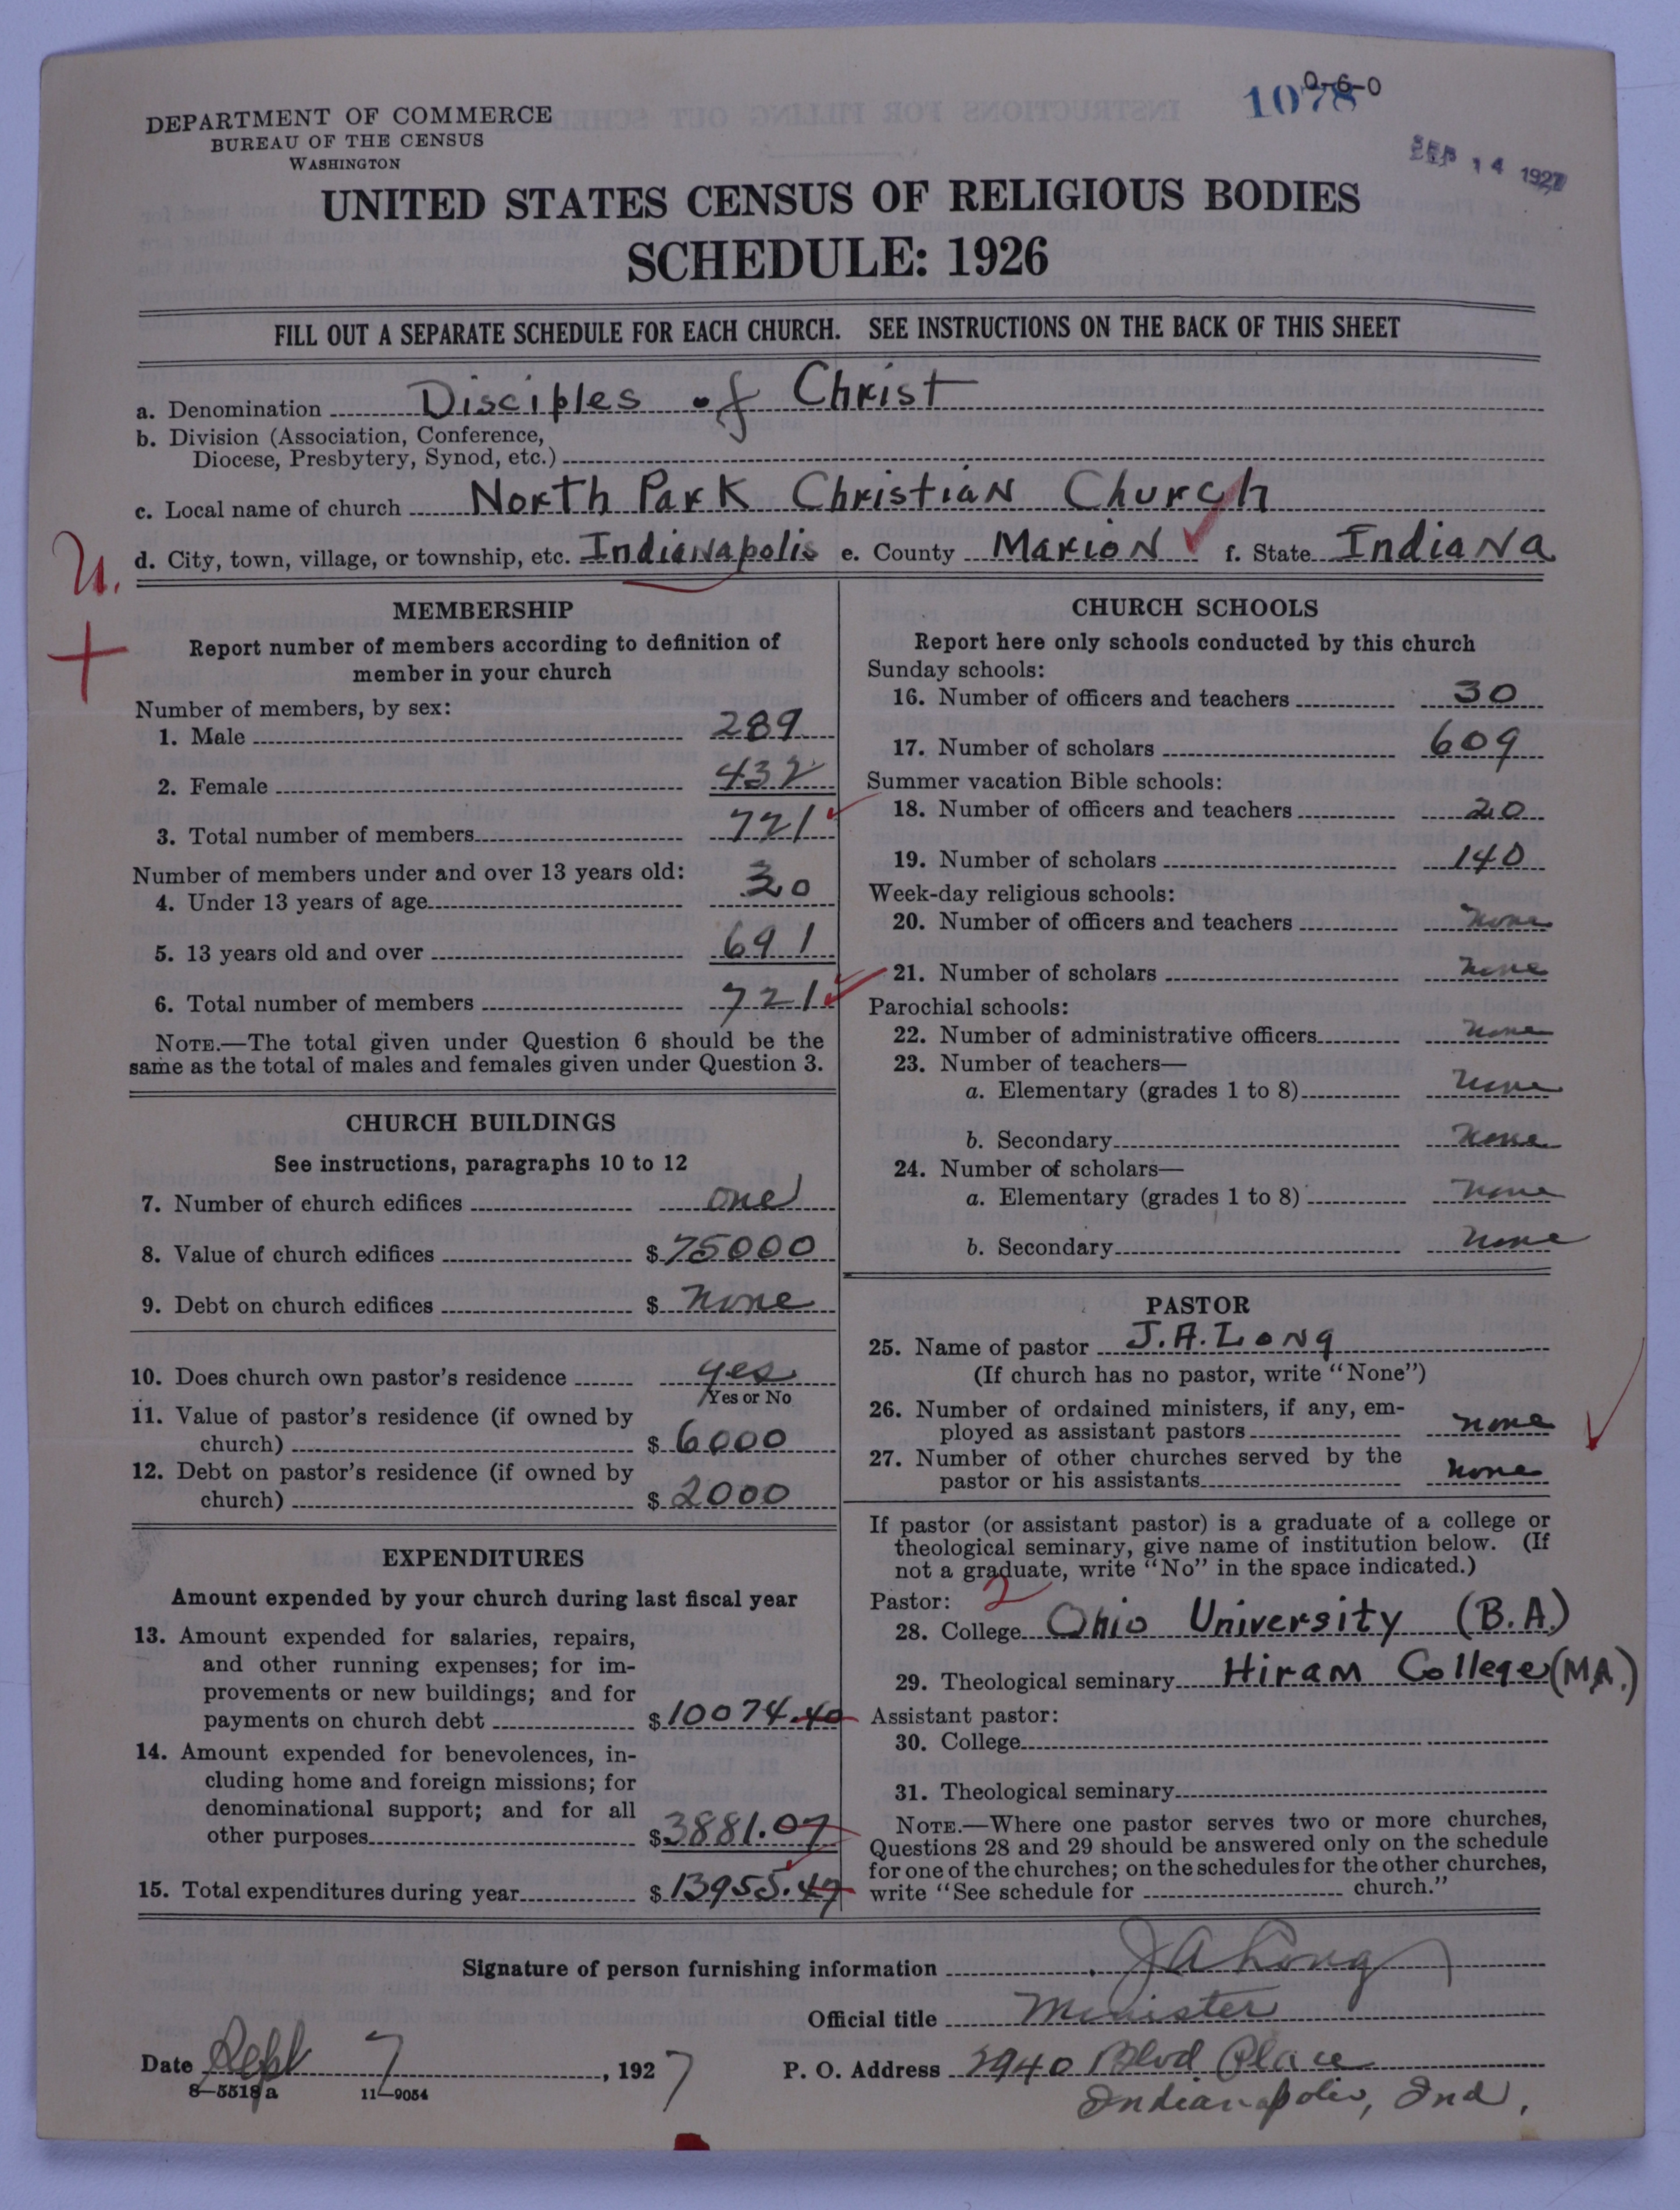 DEPARTMENT OF COMMERCE
BUREAU OF THE CENSUS
WASHINGTON
1078
0-6-0
SEP 14 1927
UNITED STATES CENSUS OF RELIGIOUS BODIES
SCHEDULE: 1926
FILL OUT A SEPARATE SCHEDULE FOR EACH CHURCH. SEE INSTRUCTIONS ON THE BACK OF THIS SHEET
a. Denomination Disciples of Christ
b. Division (Association, Conference,
Diocese, Presbytery, Synod, etc.)
c. Local name of church North Park Christian Church
d. City, town, village, or township, etc. Indianapolis e. County Marion f. State Indiana
U.
+
MEMBERSHIP
Report number of members according to definition of
member in your church
Number of members, by sex:
1. Male 289
2. Female 432
3. Total number of members 721
Number of members under and over 13 years old:
4. Under 13 years of age 30
5. 13 years old and over 691
6. Total number of members 721
NOTE.—The total given under Question 6 should be the
same as the total of males and females given under Question 3.
CHURCH BUILDINGS
See instructions, paragraphs 10 to 12
7. Number of church edifices one
8. Value of church edifices $75000
9. Debt on church edifices $ None
10. Does church own pastor's residence yes
Yes or No
11. Value of pastor's residence (if owned by
church) $6000
12. Debt on pastor's residence (if owned by
church) $2000
EXPENDITURES
Amount expended by your church during last fiscal year
13. Amount expended for salaries, repairs,
and other running expenses; for im-
provements or new buildings; and for
payments on church debt $10074.40
14. Amount expended for benevolences, in-
cluding home and foreign missions; for
denominational support; and for all
other purposes $3881.07
15. Total expenditures during year $13955.47
CHURCH SCHOOLS
Report here only schools conducted by this church
Sunday schools:
16. Number of officers and teachers 30
17. Number of scholars 609
Summer vacation Bible schools:
18. Number of officers and teachers 20
19. Number of scholars 140
Week-day religious schools:
20. Number of officers and teachers none
21. Number of scholars none
Parochial schools:
22. Number of administrative officers none
23. Number of teachers—
a. Elementary (grades 1 to 8) none
b. Secondary none
24. Number of scholars—
a. Elementary (grades 1 to 8) none
b. Secondary none
PASTOR
25. Name of pastor J. A. Long
(If church has no pastor, write "None")
26. Number of ordained ministers, if any, em-
ployed as assistant pastors none
27. Number of other churches served by the
pastor or his assistants none
If pastor (or assistant pastor) is a graduate of a college or
theological seminary, give name of institution below. (If
not a graduate, write "No" in the space indicated.)
Pastor: 2
28. College Ohio University (B.A.)
29. Theological seminary Hiram College (M.A.)
Assistant pastor:
30. College
31. Theological seminary
NOTE.—Where one pastor serves two or more churches,
Questions 28 and 29 should be answered only on the schedule
for one of the churches; on the schedules for the other churches,
write "See schedule for church."
Signature of person furnishing information J A Long
Official title Minister
Date Sept 7, 1927 P. O. Address 2940 Blvd Place
Indianapolis, Ind,
8—5518 a 11—9054